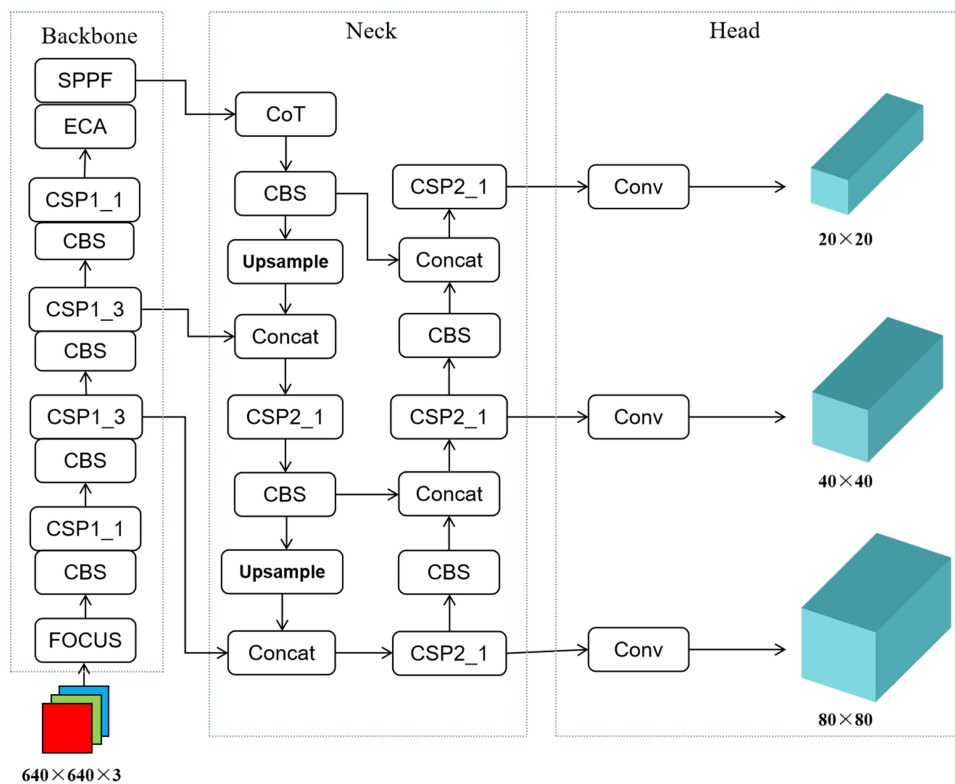 Backbone
SPPF
ECA
CSP1_1
CBS
CSP1_3
CBS
CSP1_3
CBS
CSP1_1
CBS
FOCUS
640×640×3
Neck
CoT
CBS
Upsample
Concat
CSP2_1
CBS
Upsample
Concat
CSP2_1
Concat
CBS
CSP2_1
Concat
CBS
CSP2_1
Head
Conv
20×20
Conv
40×40
Conv
80×80